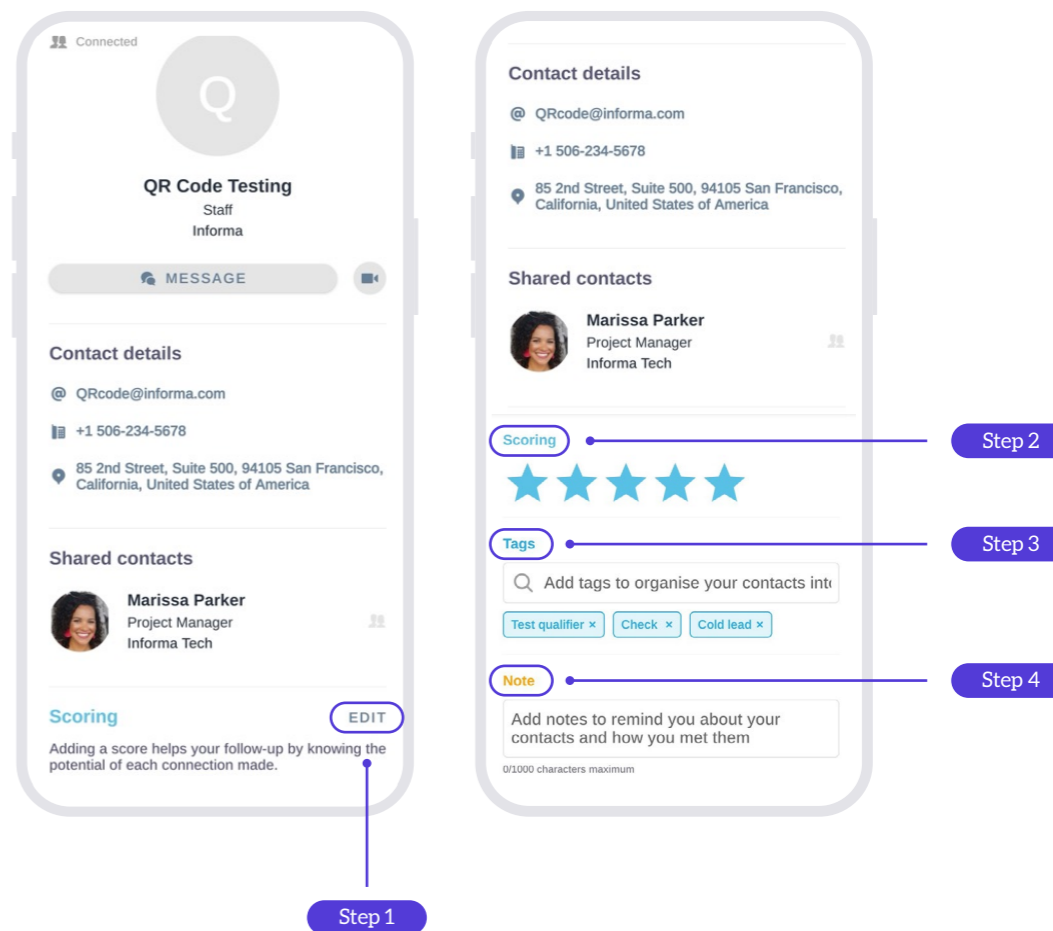 Connected
Q
QR Code Testing
Staff
Informa
MESSAGE
Contact details
QRcode@informa.com
+1 506-234-5678
85 2nd Street, Suite 500, 94105 San Francisco,
California, United States of America
Shared contacts
Marissa Parker
Project Manager
Informa Tech
Scoring
EDIT
Adding a score helps your follow-up by knowing the
potential of each connection made.
Step 1
Contact details
@ QRcode@informa.com
+1 506-234-5678
85 2nd Street, Suite 500, 94105 San Francisco,
California, United States of America
Shared contacts
Marissa Parker
Project Manager
Informa Tech
Scoring
Step 2
Tags
Step 3
Add tags to organise your contacts int
Test qualifier × Check × Cold lead ×
Note
Step 4
Add notes to remind you about your
contacts and how you met them
0/1000 characters maximum